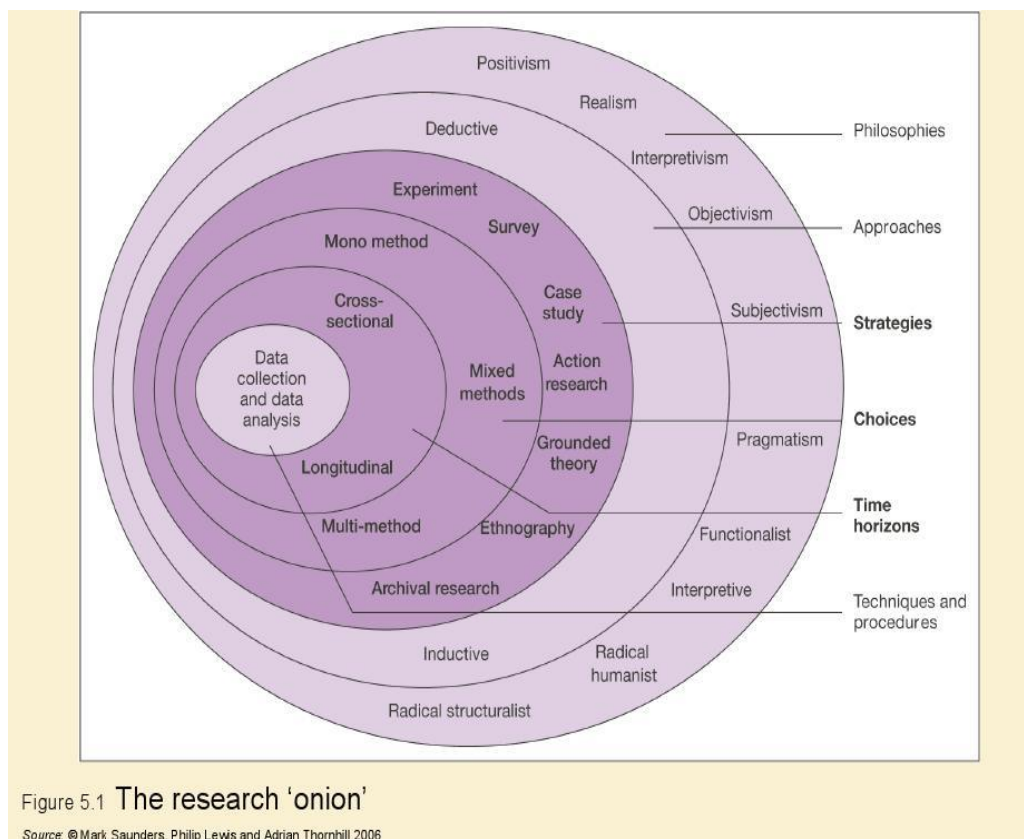 Positivism
Realism
Philosophies
Deductive
Interpretivism
Experiment
Objectivism
Approaches
Survey
Mono method
Case
study
Cross-
sectional
Subjectivism
Strategies
Data
collection
and data
analysis
Mixed
methods
Action
research
Choices
Pragmatism
Grounded
theory
Longitudinal
Time
horizons
Multi-method
Ethnography
Functionalist
Archival research
Interpretive
Techniques and
procedures
Inductive
Radical
humanist
Radical structuralist
Figure 5.1 The research ‘onion’
Source: © Mark Saunders, Philip Lewis and Adrian Thornhill 2006